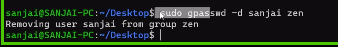 sanjai@SANJAI-PC:~/Desktop$ sudo gpasswd -d sanjai zen
Removing user sanjai from group zen
sanjai@SANJAI-PC:~/Desktop$